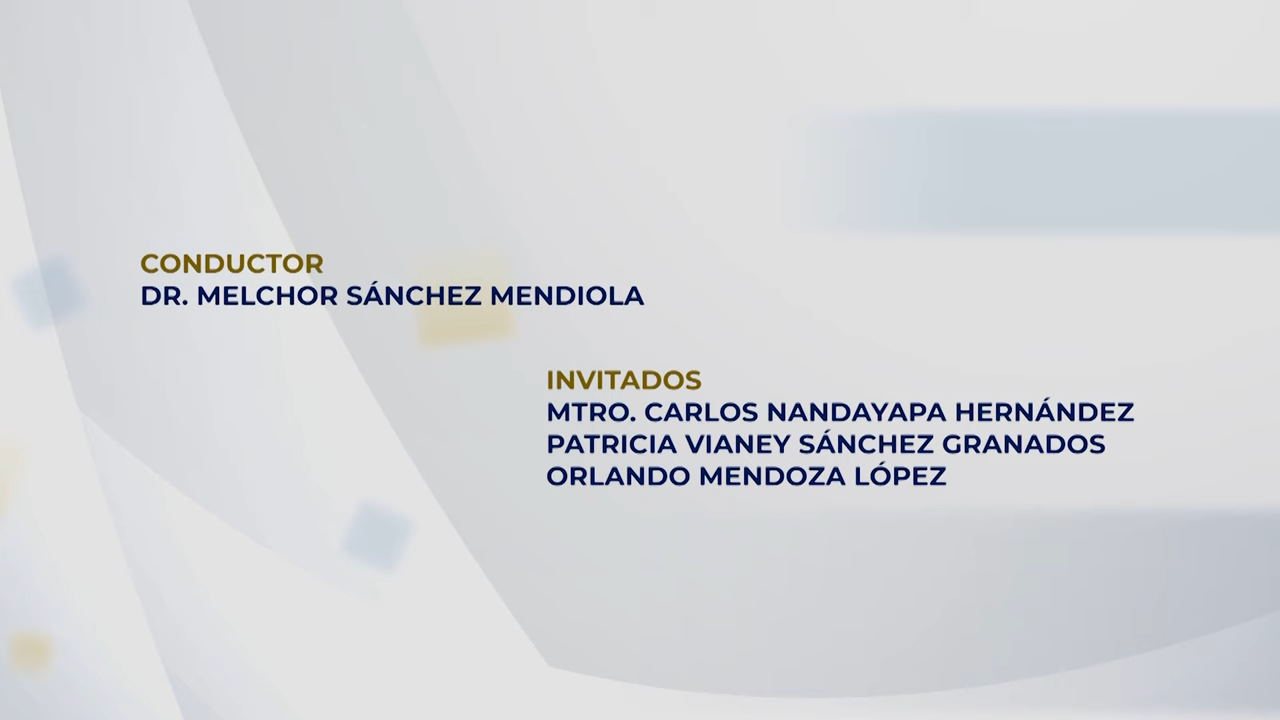 CONDUCTOR
DR. MELCHOR SÁNCHEZ MENDIOLA
INVITADOS
MTRO. CARLOS NANDAYAPA HERNÁNDEZ
PATRICIA VIANEY SÁNCHEZ GRANADOS
ORLANDO MENDOZA LÓPEZ